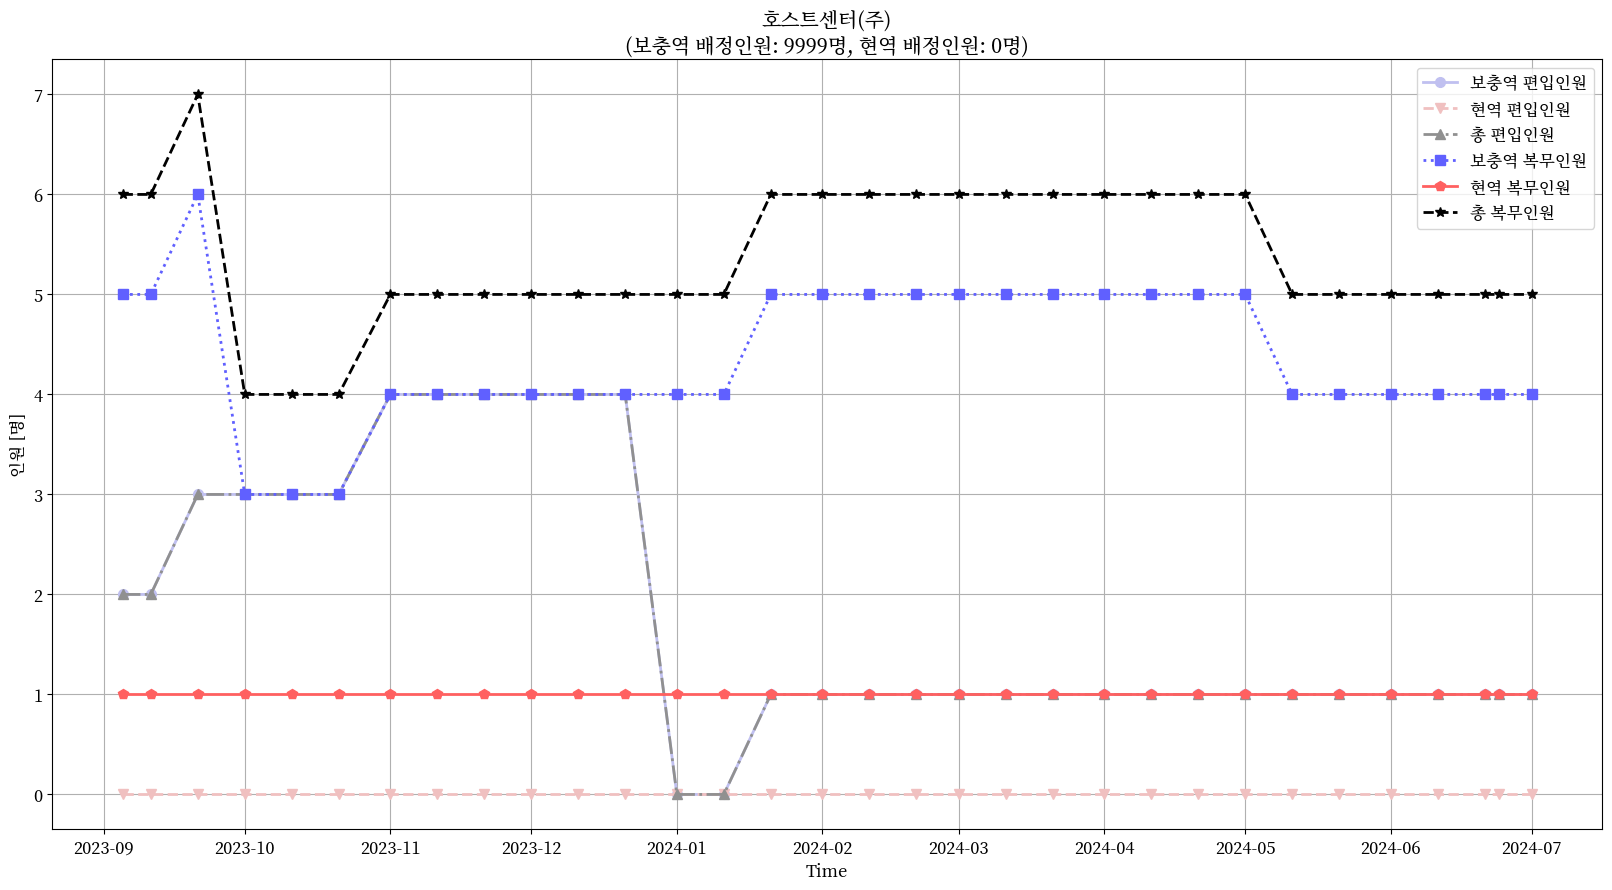 호스트센터(주)
(보충역 배정인원: 9999명, 현역 배정인원: 0명)
보충역 편입인원
현역 편입인원
총 편입인원
보충역 복무인원
현역 복무인원
총 복무인원
인원 [명]
7
6
5
4
3
2
1
0
2023-09
2023-10
2023-11
2023-12
2024-01
2024-02
2024-03
2024-04
2024-05
2024-06
2024-07
Time